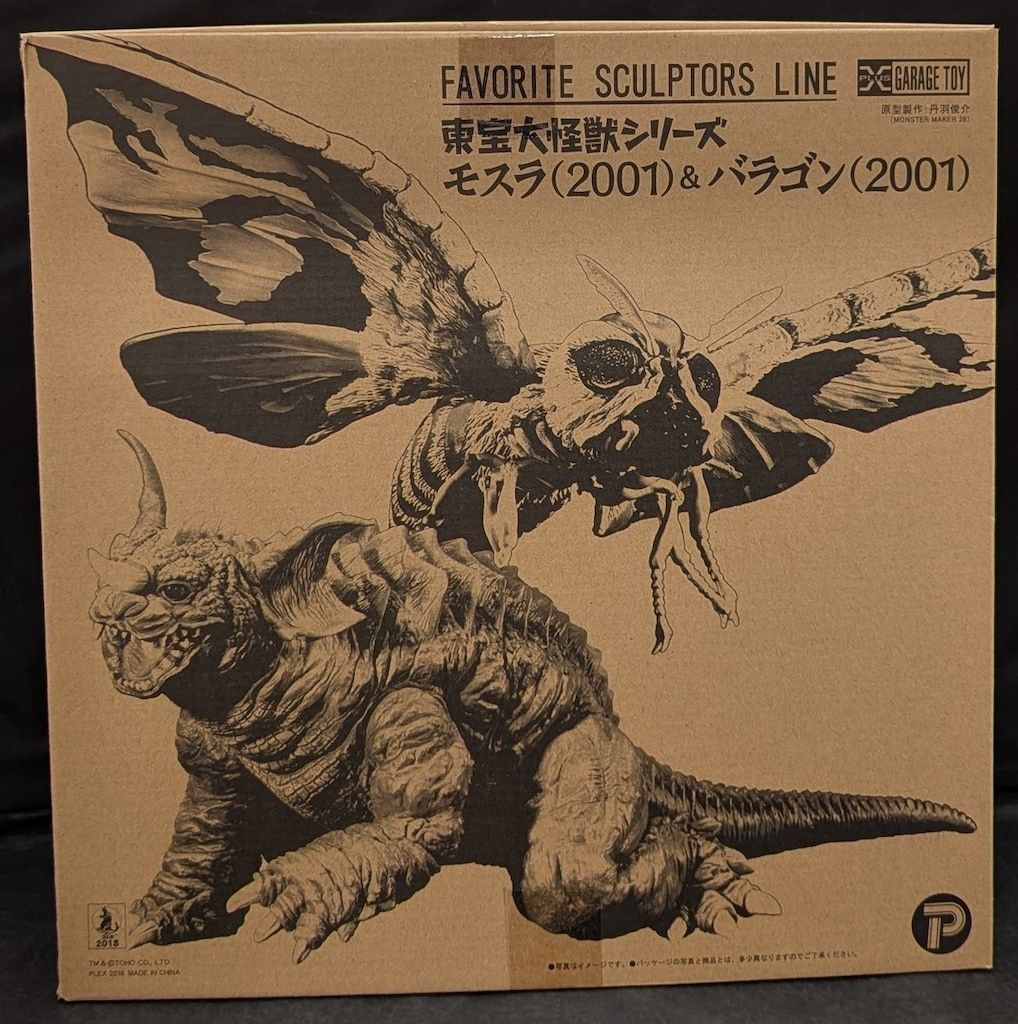 FAVORITE SCULPTORS LINE
X PLUS GARAGE TOY
原型製作:丹羽俊介
(MONSTER MAKER 28)
東宝大怪獣シリーズ
モスラ(2001)&バラゴン(2001)
2018
TM & © TOHO CO., LTD.
PLEX 2018 MADE IN CHINA
●写真はイメージです。●パッケージの写真と商品とは、多少異なりますのでご了承ください。
P